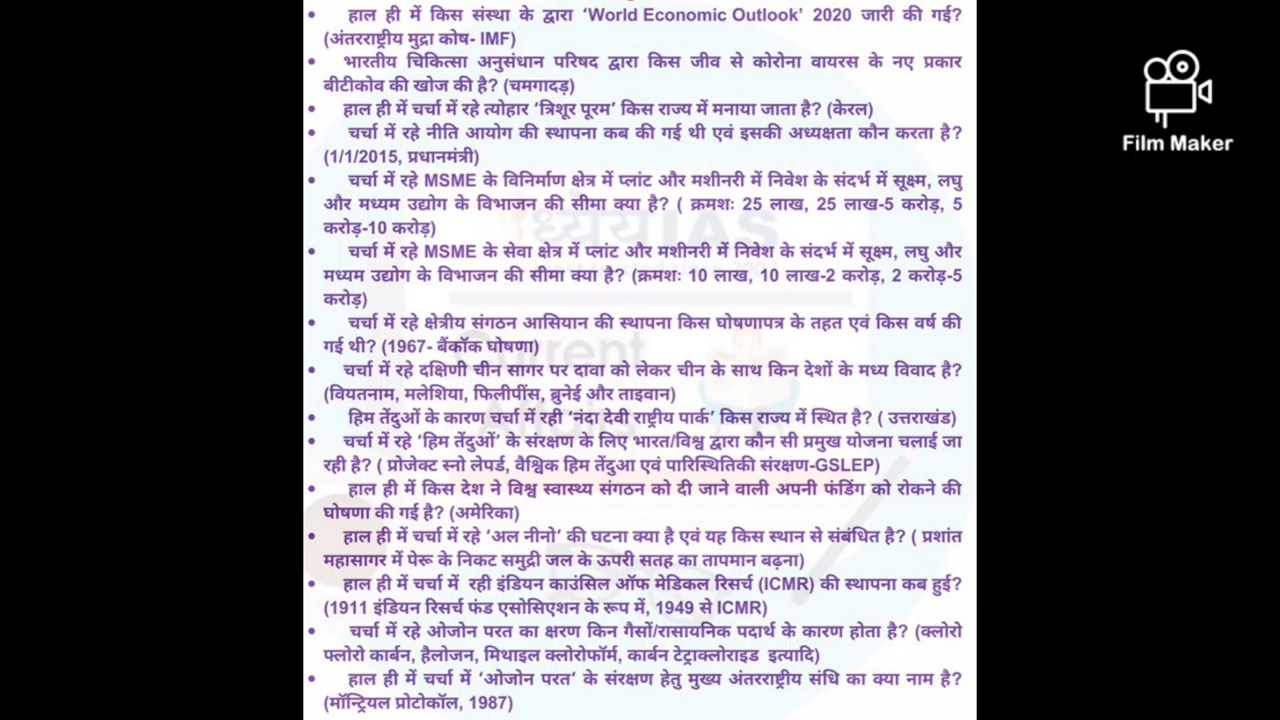 • हाल ही में किस संस्था के द्वारा ‘World Economic Outlook’ 2020 जारी की गई?
(अंतरराष्ट्रीय मुद्रा कोष- IMF)
• भारतीय चिकित्सा अनुसंधान परिषद द्वारा किस जीव से कोरोना वायरस के नए प्रकार
बीटीकोव की खोज की है? (चमगादड़)
• हाल ही में चर्चा में रहे त्योहार ‘त्रिशूर पूरम’ किस राज्य में मनाया जाता है? (केरल)
• चर्चा में रहे नीति आयोग की स्थापना कब की गई थी एवं इसकी अध्यक्षता कौन करता है?
(1/1/2015, प्रधानमंत्री)
• चर्चा में रहे MSME के विनिर्माण क्षेत्र में प्लांट और मशीनरी में निवेश के संदर्भ में सूक्ष्म, लघु
और मध्यम उद्योग के विभाजन की सीमा क्या है? ( क्रमशः 25 लाख, 25 लाख-5 करोड़, 5
करोड़-10 करोड़)
• चर्चा में रहे MSME के सेवा क्षेत्र में प्लांट और मशीनरी में निवेश के संदर्भ में सूक्ष्म, लघु और
मध्यम उद्योग के विभाजन की सीमा क्या है? (क्रमशः 10 लाख, 10 लाख-2 करोड़, 2 करोड़-5
करोड़)
• चर्चा में रहे क्षेत्रीय संगठन आसियान की स्थापना किस घोषणापत्र के तहत एवं किस वर्ष की
गई थी? (1967- बैंकॉक घोषणा)
• चर्चा में रहे दक्षिणी चीन सागर पर दावा को लेकर चीन के साथ किन देशों के मध्य विवाद है?
(वियतनाम, मलेशिया, फिलीपींस, ब्रुनेई और ताइवान)
• हिम तेंदुओं के कारण चर्चा में रही ‘नंदा देवी राष्ट्रीय पार्क’ किस राज्य में स्थित है? ( उत्तराखंड)
• चर्चा में रहे ‘हिम तेंदुओं’ के संरक्षण के लिए भारत/विश्व द्वारा कौन सी प्रमुख योजना चलाई जा
रही है? ( प्रोजेक्ट स्नो लेपर्ड, वैश्विक हिम तेंदुआ एवं पारिस्थितिकी संरक्षण-GSLEP)
• हाल ही में किस देश ने विश्व स्वास्थ्य संगठन को दी जाने वाली अपनी फंडिंग को रोकने की
घोषणा की गई है? (अमेरिका)
• हाल ही में चर्चा में रहे ‘अल नीनो’ की घटना क्या है एवं यह किस स्थान से संबंधित है? ( प्रशांत
महासागर में पेरू के निकट समुद्री जल के ऊपरी सतह का तापमान बढ़ना)
• हाल ही में चर्चा में रही इंडियन काउंसिल ऑफ मेडिकल रिसर्च (ICMR) की स्थापना कब हुई?
(1911 इंडियन रिसर्च फंड एसोसिएशन के रूप में, 1949 से ICMR)
• चर्चा में रहे ओजोन परत का क्षरण किन गैसों/रासायनिक पदार्थ के कारण होता है? (क्लोरो
फ्लोरो कार्बन, हैलोजन, मिथाइल क्लोरोफॉर्म, कार्बन टेट्राक्लोराइड इत्यादि)
• हाल ही में चर्चा में ‘ओजोन परत’ के संरक्षण हेतु मुख्य अंतरराष्ट्रीय संधि का क्या नाम है?
(मॉन्ट्रियल प्रोटोकॉल, 1987)
ध्येय IAS
Current
Affairs
Film Maker